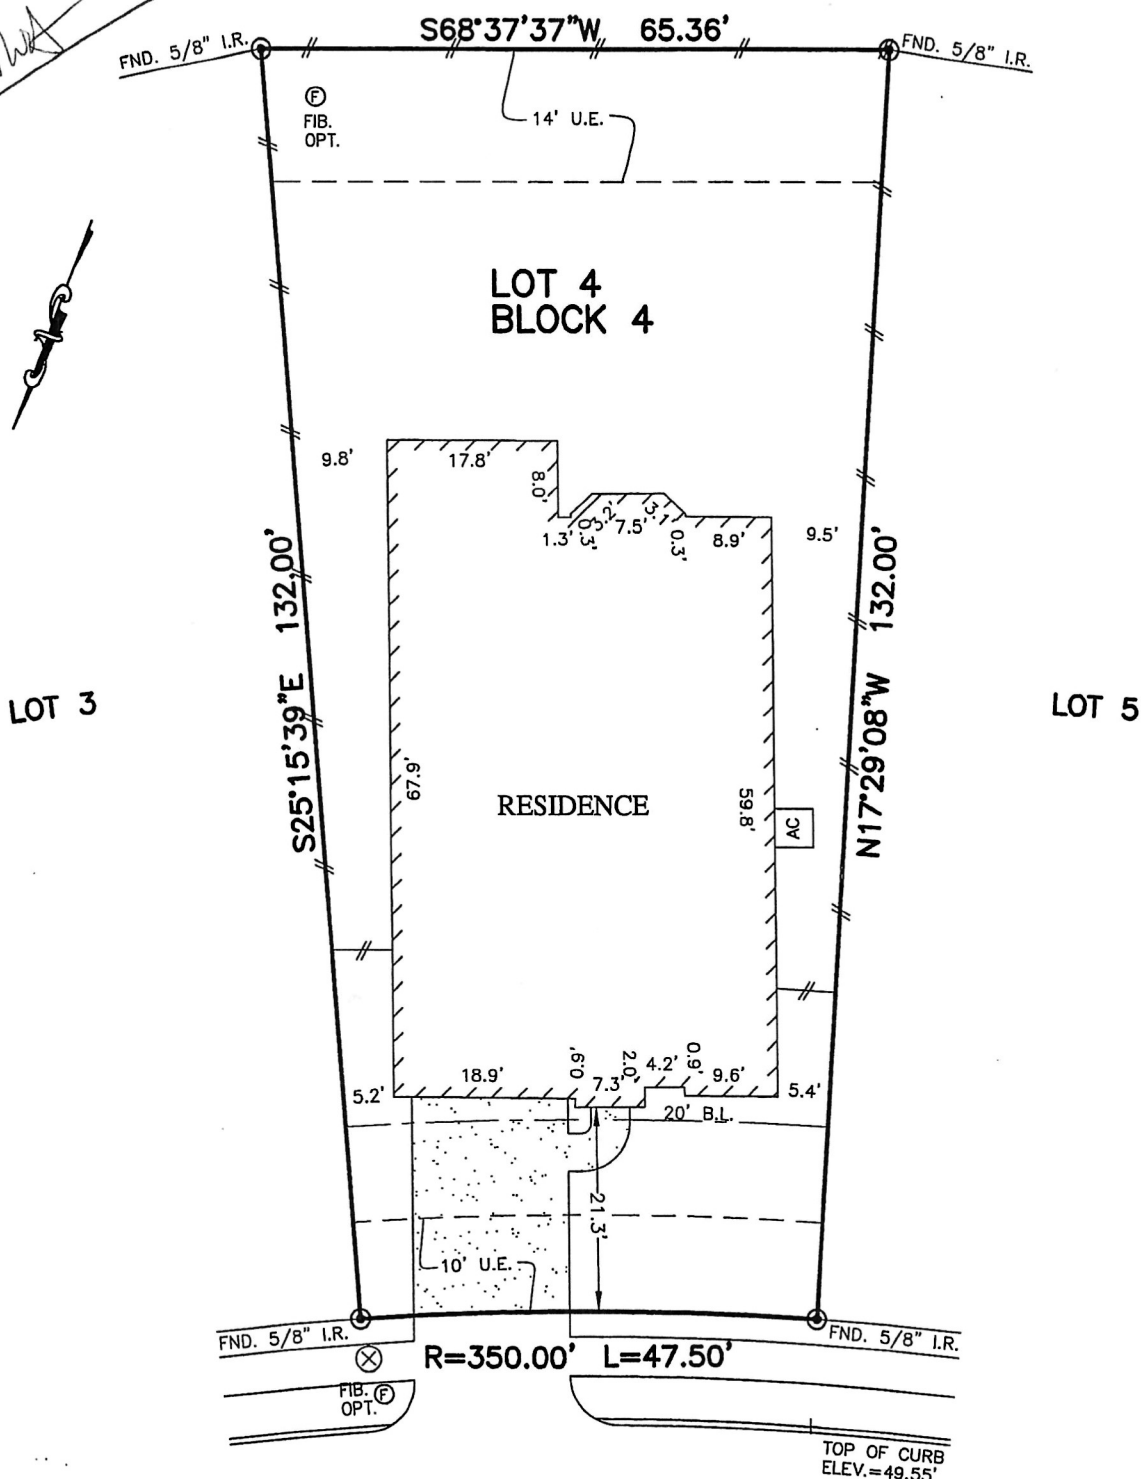 S68°37'37"W 65.36'
FND. 5/8" I.R.
FND. 5/8" I.R.
F
FIB.
OPT.
14' U.E.
LOT 4
BLOCK 4
9.8'
17.8'
8.0'
1.3'
0.3'
3.2'
7.5'
3.1'
0.3'
8.9'
9.5'
S25°15'39"E 132.00'
N17°29'08"W 132.00'
LOT 3
LOT 5
67.9'
RESIDENCE
59.8'
AC
5.2'
18.9'
0.9'
7.3'
2.0'
4.2'
0.9'
9.6'
5.4'
20' B.L.
21.3'
10' U.E.
FND. 5/8" I.R.
FND. 5/8" I.R.
R=350.00' L=47.50'
FIB. F
OPT.
TOP OF CURB
ELEV.=49.55'